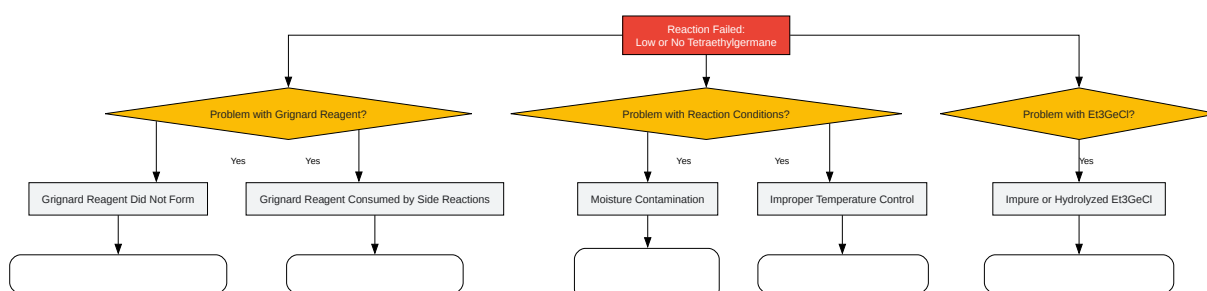 Reaction Failed:
Low or No Tetraethylgermane
Problem with Grignard Reagent?
Problem with Reaction Conditions?
Problem with Et3GeCl?
Yes
Yes
Yes
Yes
Yes
Grignard Reagent Did Not Form
Grignard Reagent Consumed by Side Reactions
Moisture Contamination
Improper Temperature Control
Impure or Hydrolyzed Et3GeCl